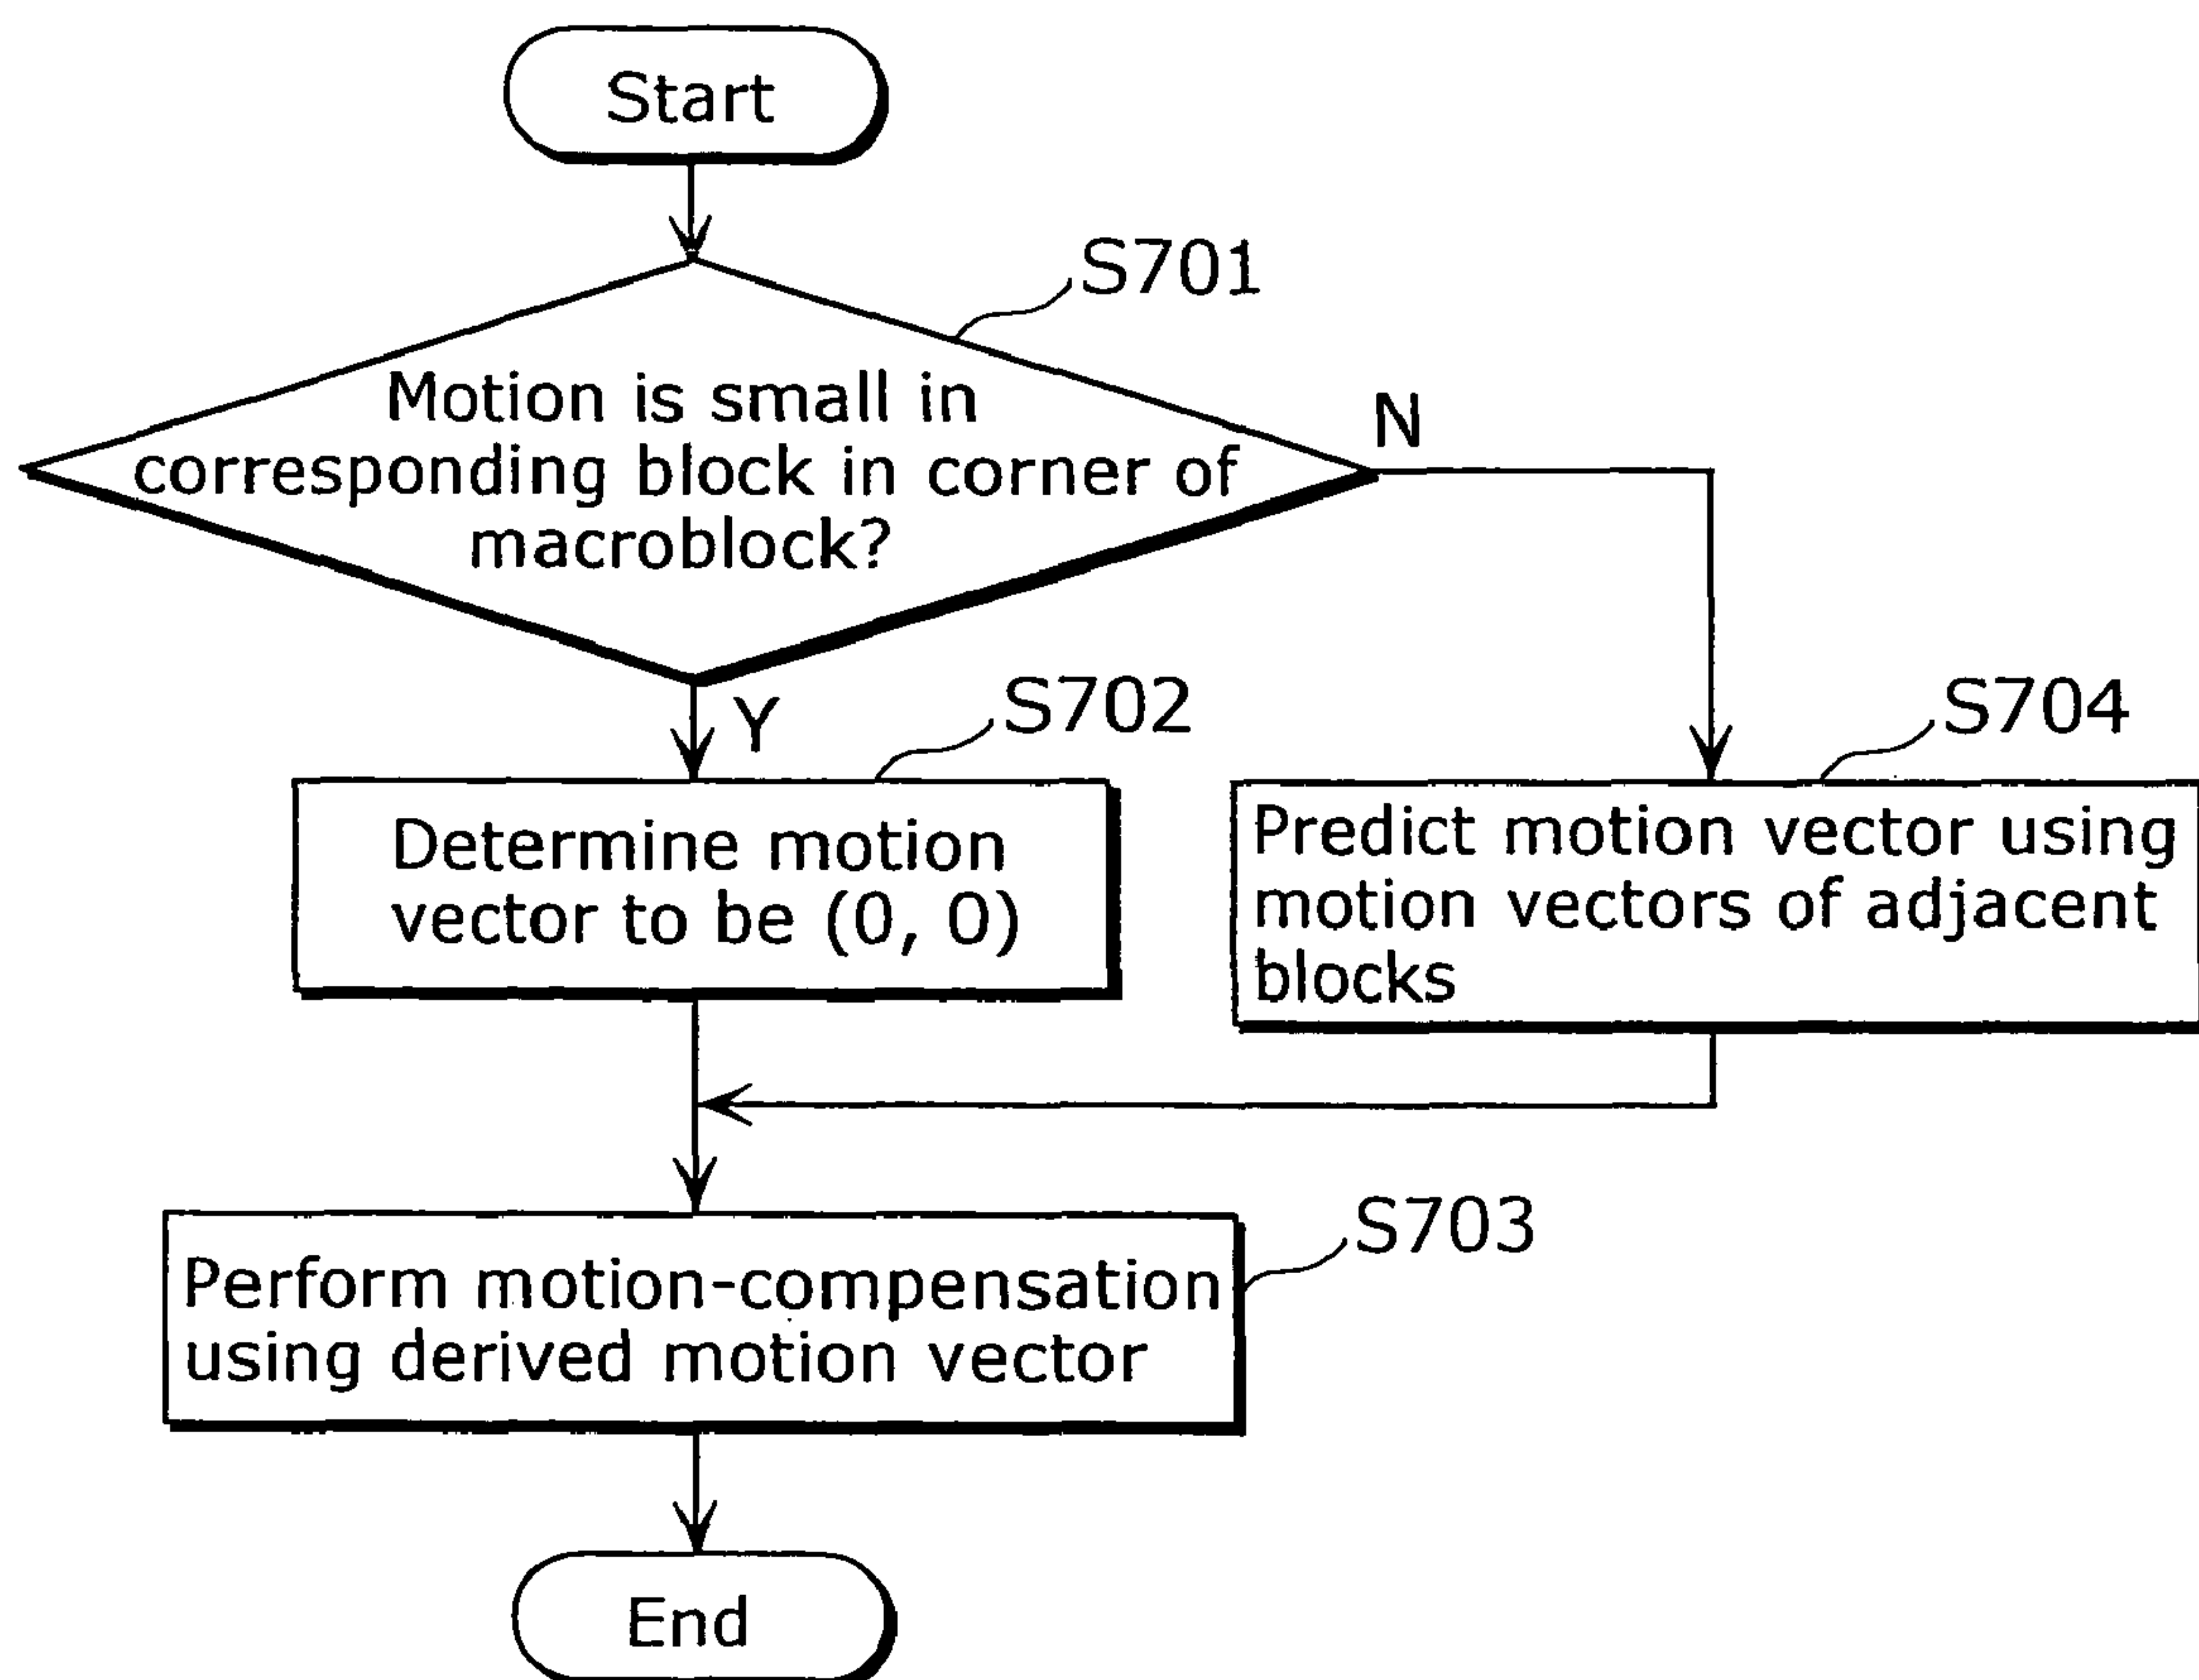 Start
S701
Motion is small in
corresponding block in corner of
macroblock?
N
Y
S702
S704
Determine motion
vector to be (0, 0)
Predict motion vector using
motion vectors of adjacent
blocks
S703
Perform motion-compensation
using derived motion vector
End